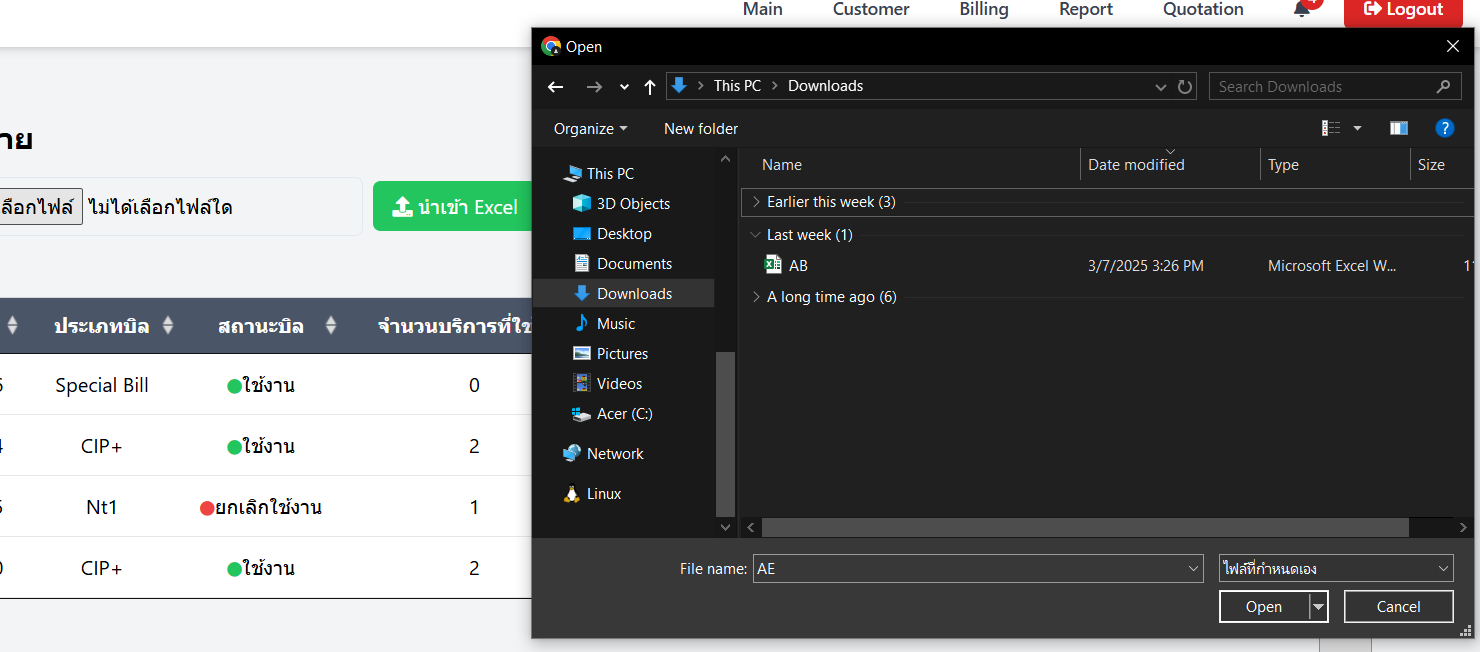 Main Customer Billing Report Quotation 4 Logout
Open
This PC Downloads
Search Downloads
Organize New folder
Name Date modified Type Size
This PC
3D Objects
Desktop
Documents
Downloads
Music
Pictures
Videos
Acer (C:)
Network
Linux
Earlier this week (3)
Last week (1)
AB 3/7/2025 3:26 PM Microsoft Excel W...
A long time ago (6)
File name: AE
ไฟล์ที่กำหนดเอง
Open Cancel
ลือกไฟล์ ไม่ได้เลือกไฟล์ใด
นำเข้า Excel
ประเภทบิล สถานะบิล จำนวนบริการที่ใช้
Special Bill ใช้งาน 0
CIP+ ใช้งาน 2
Nt1 ยกเลิกใช้งาน 1
CIP+ ใช้งาน 2